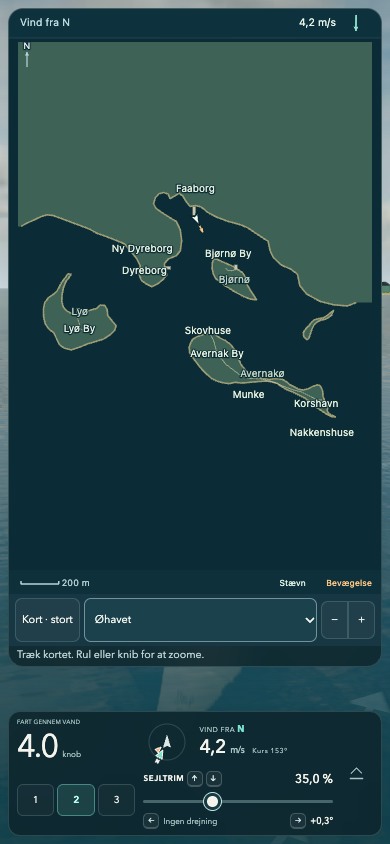 Vind fra N 4,2 m/s
N
Faaborg
Ny Dyreborg
Bjørnø By
Dyreborg
Bjørnø
Lyø
Lyø By
Skovhuse
Avernak By
Avernakø
Munke
Korshavn
Nakkenshuse
200 m Stævn Bevægelse
Kort · stort Øhavet − +
Træk kortet. Rul eller knib for at zoome.
FART GENNEM VAND
4.0 knob
VIND FRA N
4,2 m/s Kurs 153°
SEJLTRIM ↑ ↓ 35,0 %
1 2 3
← Ingen drejning → +0,3°